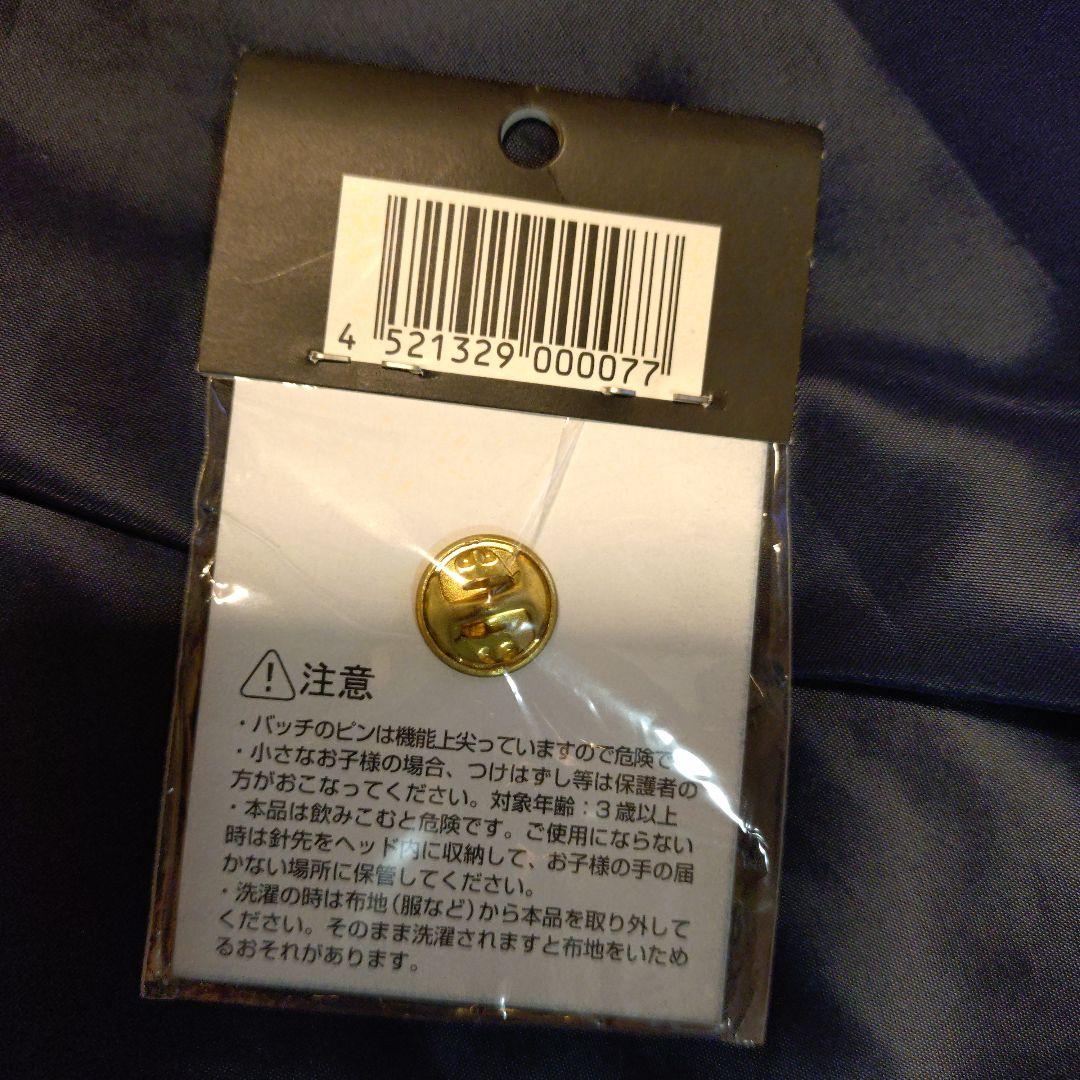 4 521329 000077
注意
・バッチのピンは機能上尖っていますので危険で
・小さなお子様の場合、つけはずし等は保護者の
方がおこなってください。対象年齢：3歳以上
・本品は飲みこむと危険です。ご使用にならない
時は針先をヘッド内に収納して、お子様の手の届
かない場所に保管してください。
・洗濯の時は布地（服など）から本品を取り外して
ください。そのまま洗濯されますと布地をいため
るおそれがあります。